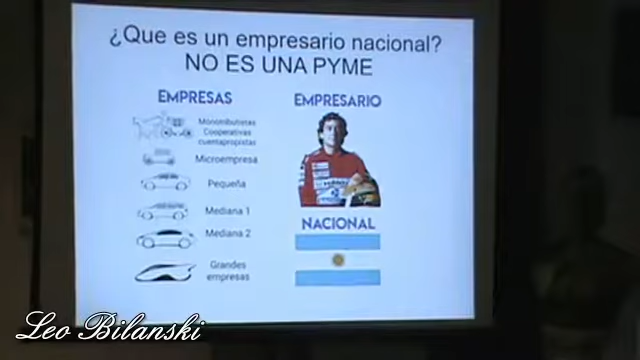 ¿Que es un empresario nacional?
NO ES UNA PYME
EMPRESAS
Monotributistas
Cooperativas
cuentapropistas
Microempresa
Pequeña
Mediana 1
Mediana 2
Grandes
empresas
EMPRESARIO
NACIONAL
Leo Bilanski